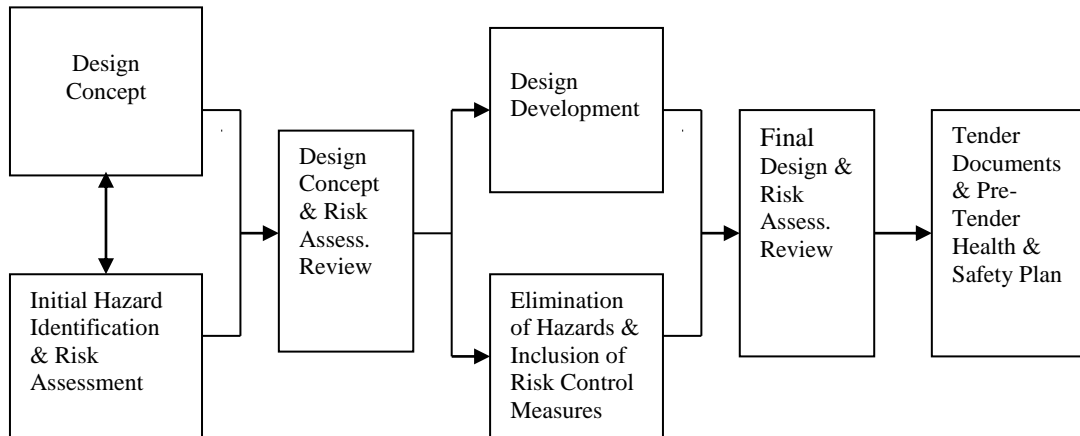 Design
Concept
Initial Hazard
Identification
& Risk
Assessment
Design
Concept
& Risk
Assess.
Review
Design
Development
Elimination
of Hazards &
Inclusion of
Risk Control
Measures
Final
Design &
Risk
Assess.
Review
Tender
Documents
& Pre-
Tender
Health &
Safety Plan